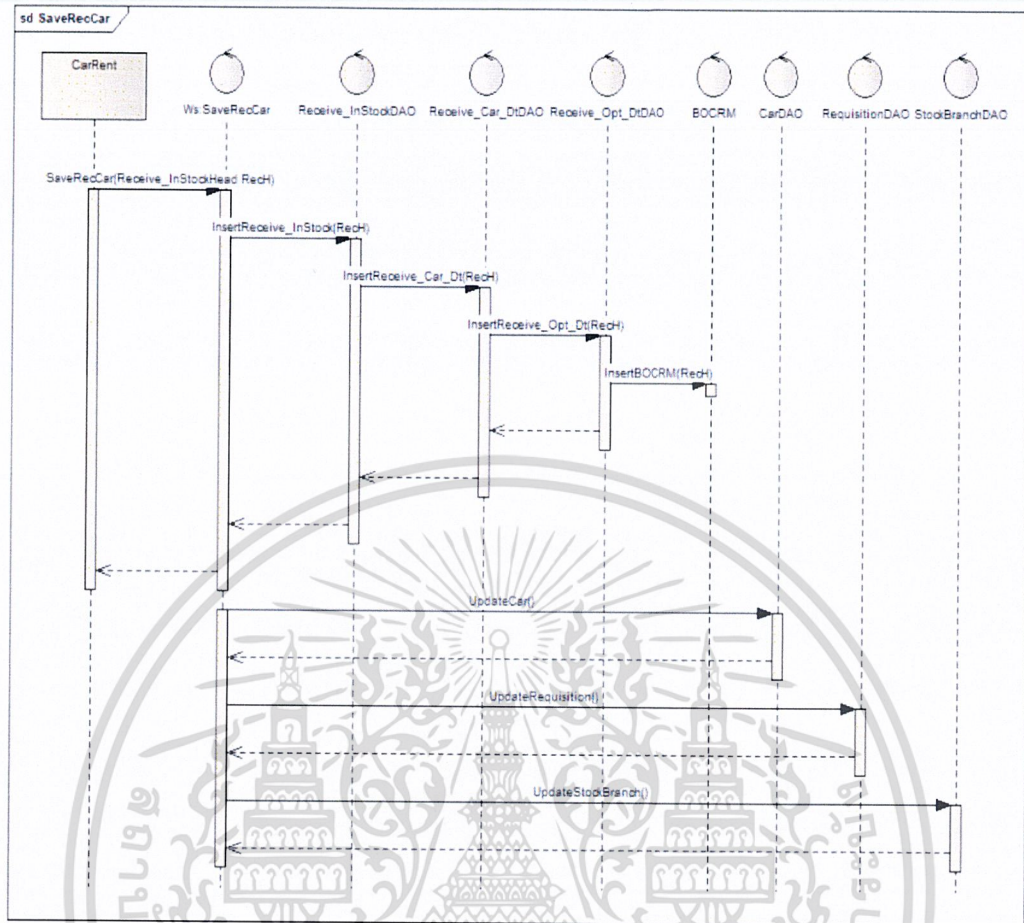 sd SaveRecCar
CarRent
Ws.SaveRecCar
Receive_InStockDAO
Receive_Car_DtDAO
Receive_Opt_DtDAO
BOCRM
CarDAO
RequisitionDAO
StockBranchDAO
SaveRecCar(Receive_InStockHead RecH)
InsertReceive_InStock(RecH)
InsertReceive_Car_Dt(RecH)
InsertReceive_Opt_Dt(RecH)
InsertBOCRM(RecH)
UpdateCar()
UpdateRequisition()
UpdateStockBranch()